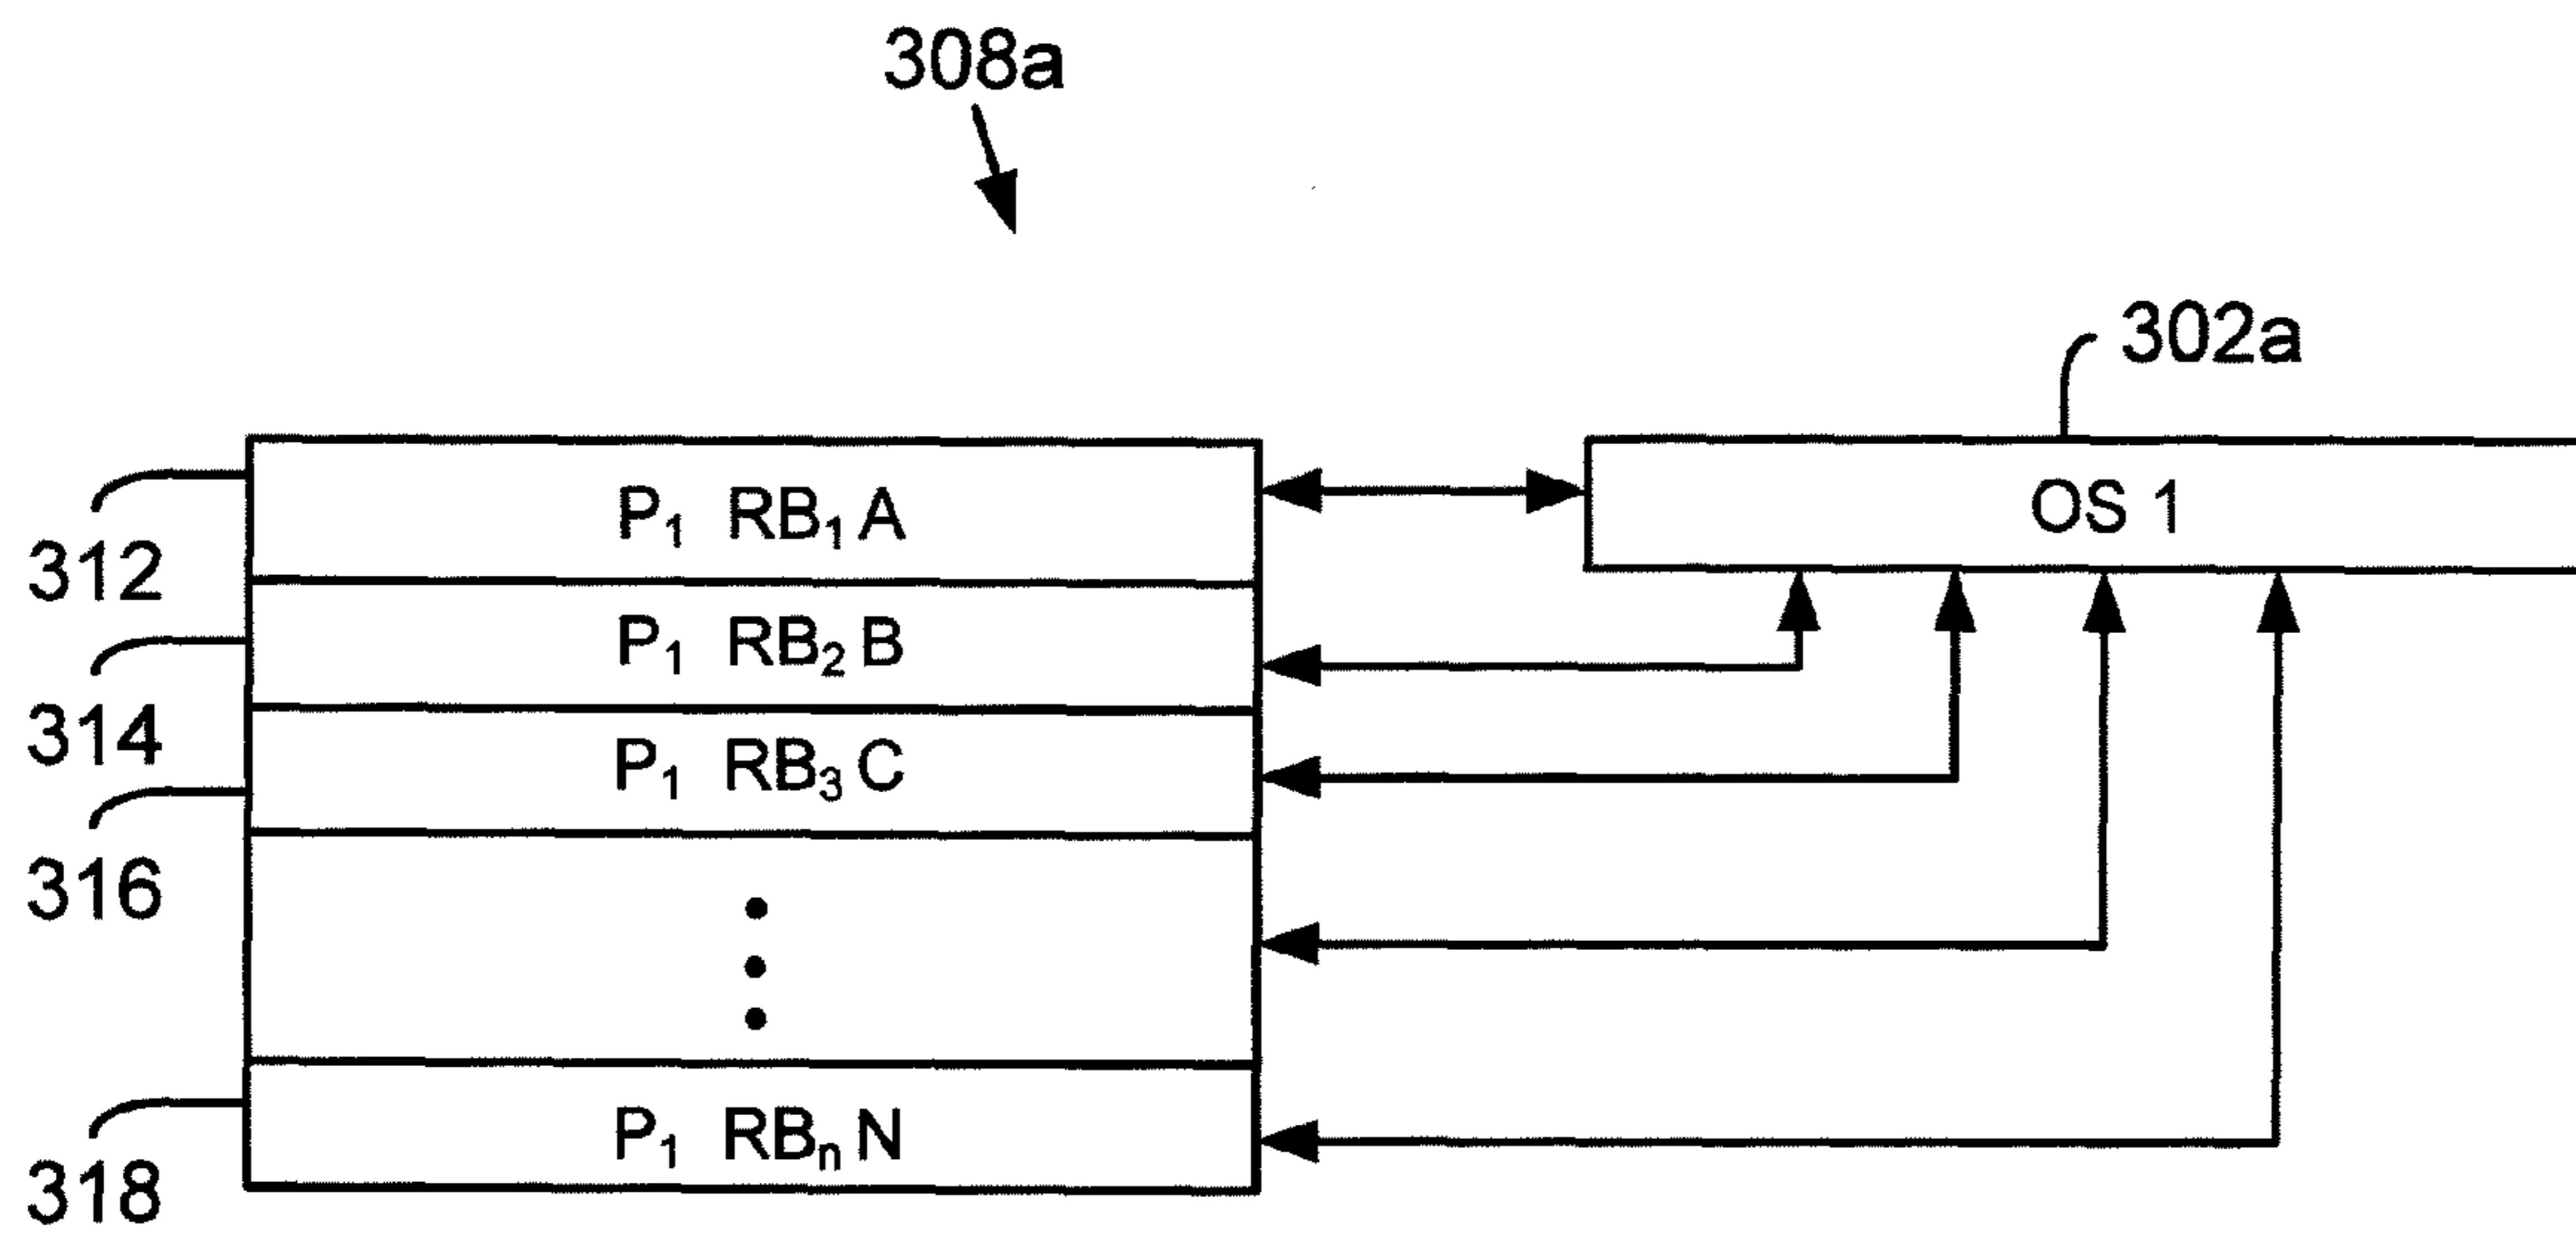 308a
302a
P₁ RB₁ A
OS 1
312
P₁ RB₂ B
314
P₁ RB₃ C
316
P₁ RBₙ N
318